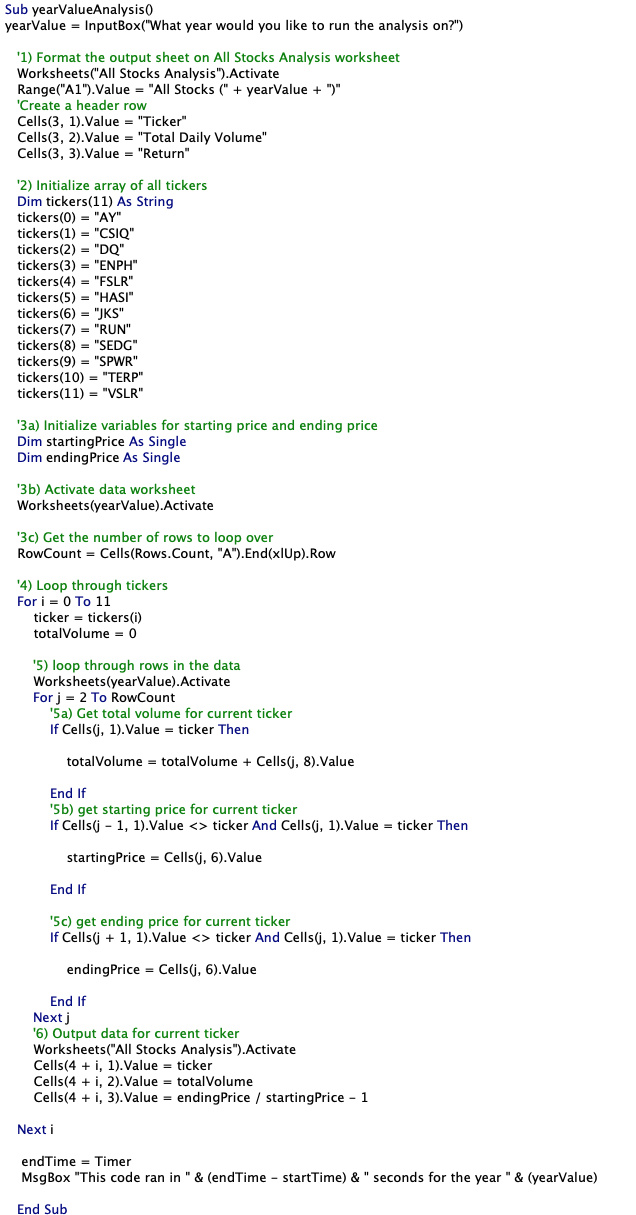 Sub yearValueAnalysis()
yearValue = InputBox("What year would you like to run the analysis on?")
'1) Format the output sheet on All Stocks Analysis worksheet
Worksheets("All Stocks Analysis").Activate
Range("A1").Value = "All Stocks (" + yearValue + ")"
'Create a header row
Cells(3, 1).Value = "Ticker"
Cells(3, 2).Value = "Total Daily Volume"
Cells(3, 3).Value = "Return"
'2) Initialize array of all tickers
Dim tickers(11) As String
tickers(0) = "AY"
tickers(1) = "CSIQ"
tickers(2) = "DQ"
tickers(3) = "ENPH"
tickers(4) = "FSLR"
tickers(5) = "HASI"
tickers(6) = "JKS"
tickers(7) = "RUN"
tickers(8) = "SEDG"
tickers(9) = "SPWR"
tickers(10) = "TERP"
tickers(11) = "VSLR"
'3a) Initialize variables for starting price and ending price
Dim startingPrice As Single
Dim endingPrice As Single
'3b) Activate data worksheet
Worksheets(yearValue).Activate
'3c) Get the number of rows to loop over
RowCount = Cells(Rows.Count, "A").End(xlUp).Row
'4) Loop through tickers
For i = 0 To 11
ticker = tickers(i)
totalVolume = 0
'5) loop through rows in the data
Worksheets(yearValue).Activate
For j = 2 To RowCount
'5a) Get total volume for current ticker
If Cells(j, 1).Value = ticker Then
totalVolume = totalVolume + Cells(j, 8).Value
End If
'5b) get starting price for current ticker
If Cells(j - 1, 1).Value <> ticker And Cells(j, 1).Value = ticker Then
startingPrice = Cells(j, 6).Value
End If
'5c) get ending price for current ticker
If Cells(j + 1, 1).Value <> ticker And Cells(j, 1).Value = ticker Then
endingPrice = Cells(j, 6).Value
End If
Next j
'6) Output data for current ticker
Worksheets("All Stocks Analysis").Activate
Cells(4 + i, 1).Value = ticker
Cells(4 + i, 2).Value = totalVolume
Cells(4 + i, 3).Value = endingPrice / startingPrice - 1
Next i
endTime = Timer
MsgBox "This code ran in " & (endTime - startTime) & " seconds for the year " & (yearValue)
End Sub